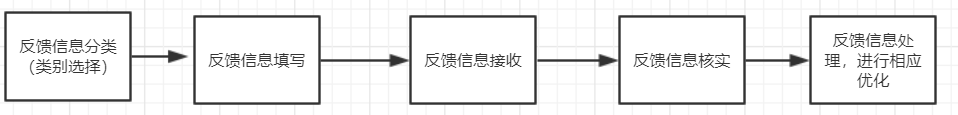 反馈信息分类
（类别选择）
反馈信息填写
反馈信息接收
反馈信息核实
反馈信息处
理，进行相应
优化